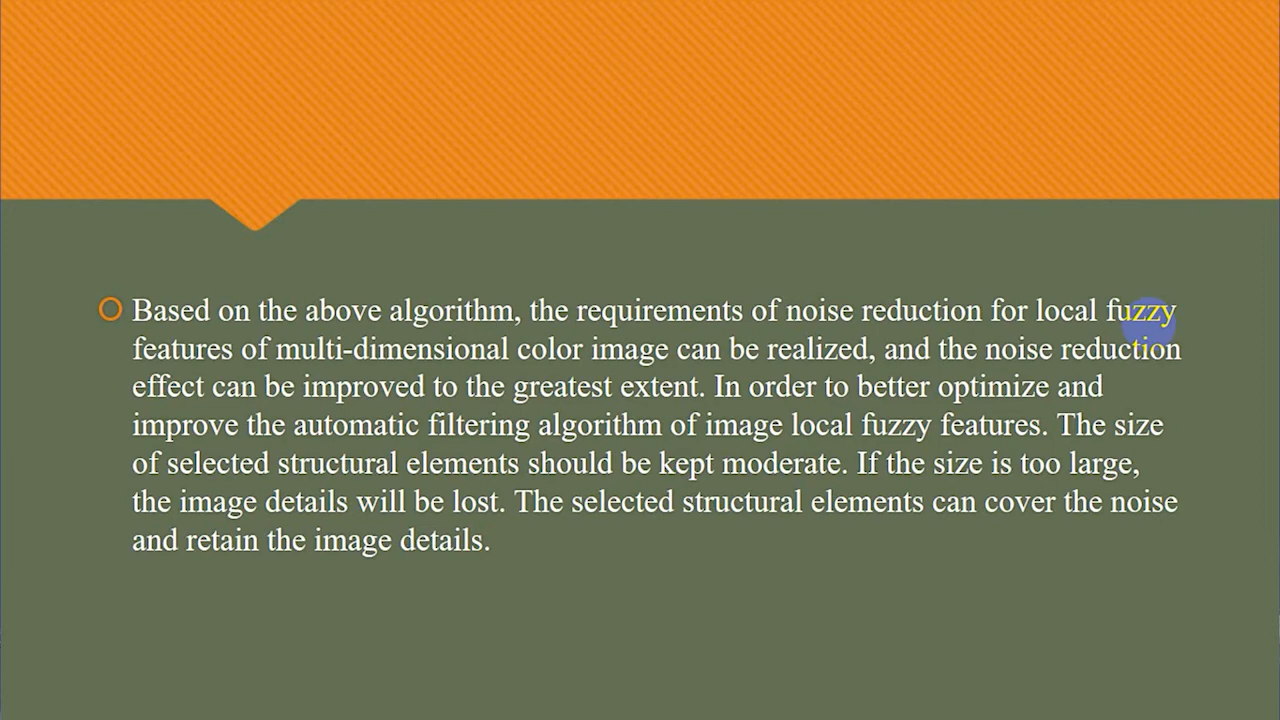 Based on the above algorithm, the requirements of noise reduction for local fuzzy
features of multi-dimensional color image can be realized, and the noise reduction
effect can be improved to the greatest extent. In order to better optimize and
improve the automatic filtering algorithm of image local fuzzy features. The size
of selected structural elements should be kept moderate. If the size is too large,
the image details will be lost. The selected structural elements can cover the noise
and retain the image details.